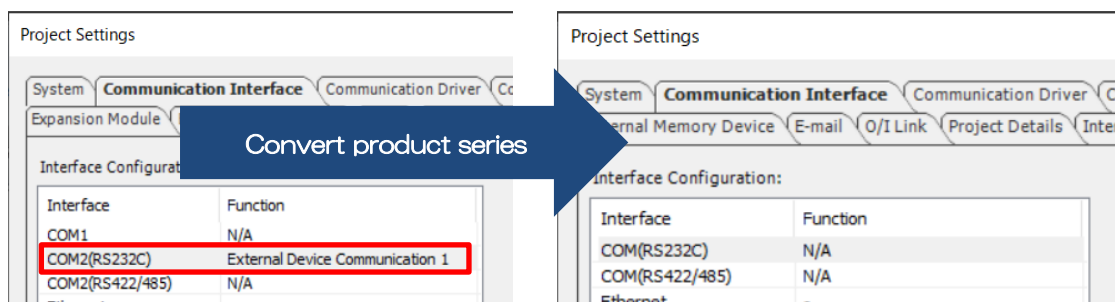 Project Settings
System Communication Interface Communication Driver
Expansion Module
Interface Configurat
Interface Function
COM1 N/A
COM2(RS232C) External Device Communication 1
COM2(RS422/485) N/A
Convert product series
Project Settings
System Communication Interface Communication Driver
ernal Memory Device E-mail O/I Link Project Details Inte
Interface Configuration:
Interface Function
COM(RS232C) N/A
COM(RS422/485) N/A
Ethernet